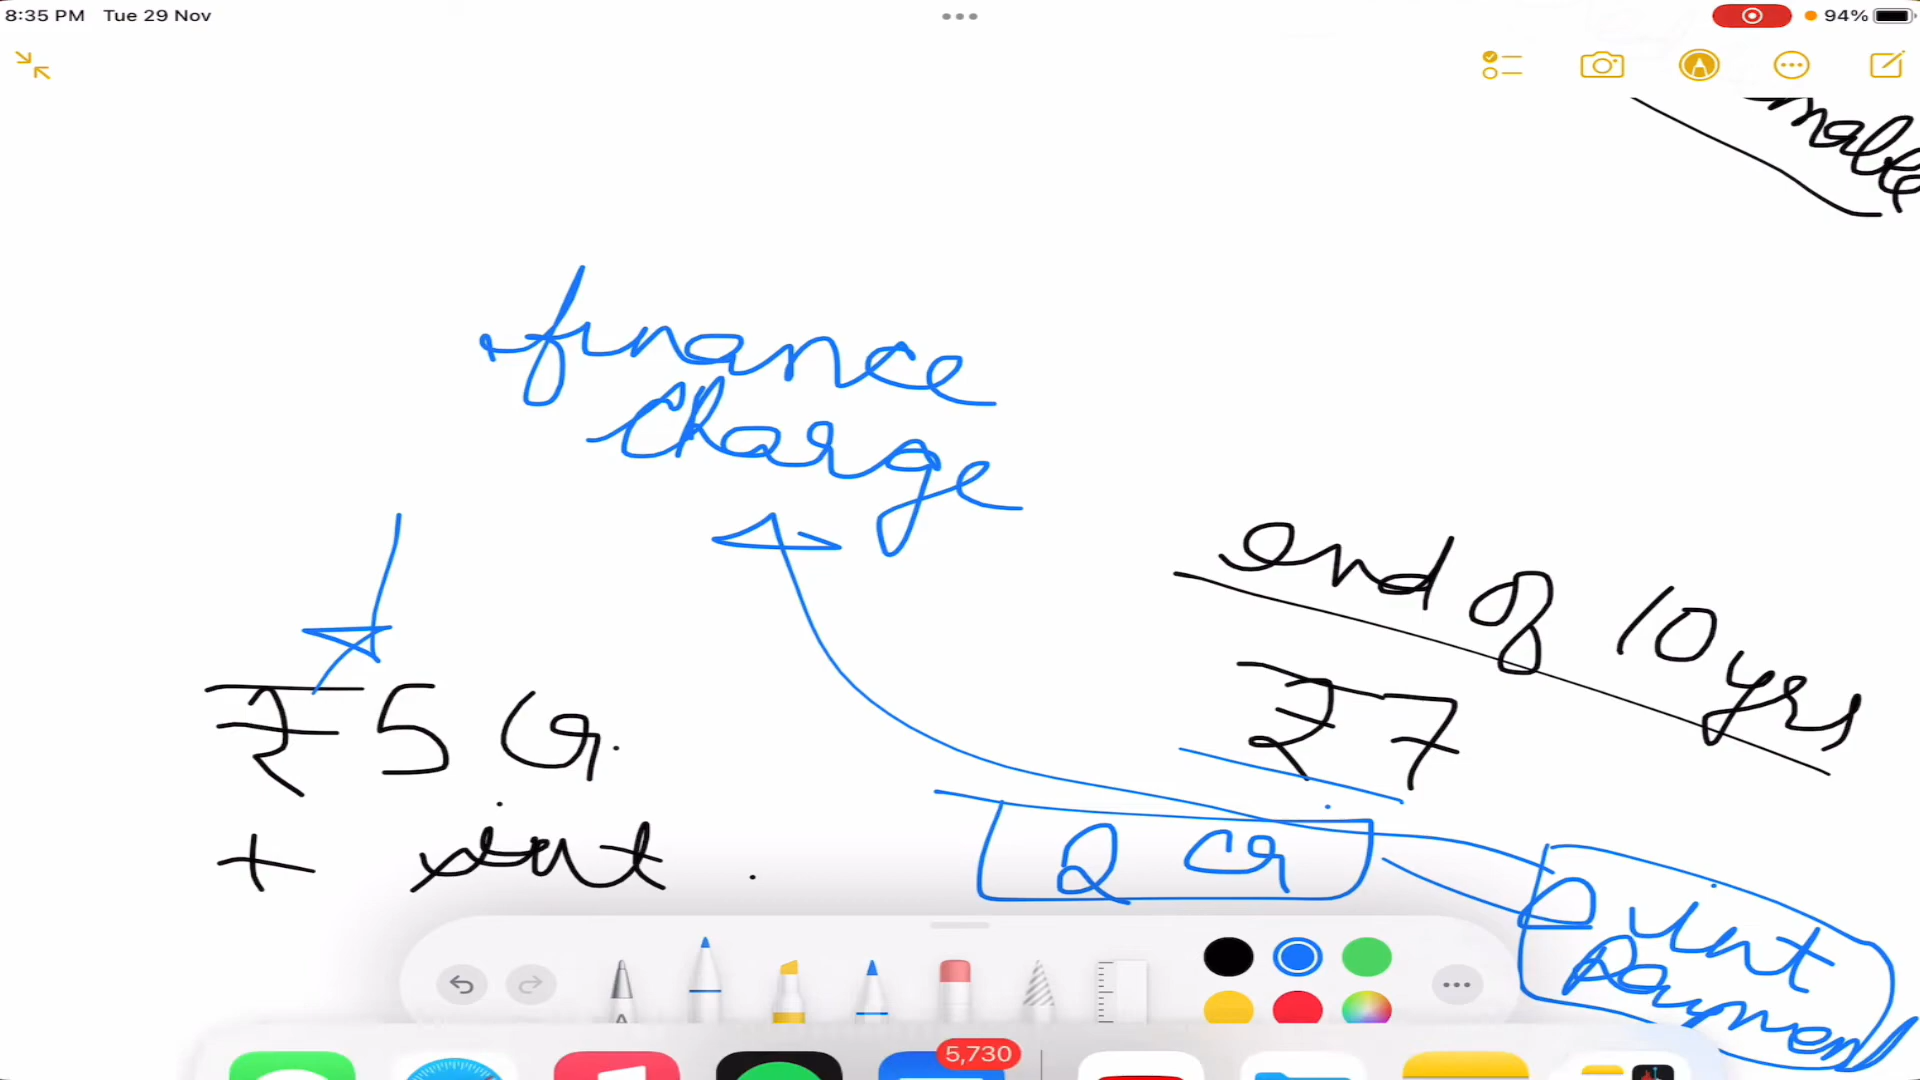 8:35 PM Tue 29 Nov
94%
finance
charge
end of 10 yrs
₹ 5 Cr.
₹ 7
+ int.
2 Cr
int
Payment
5,730